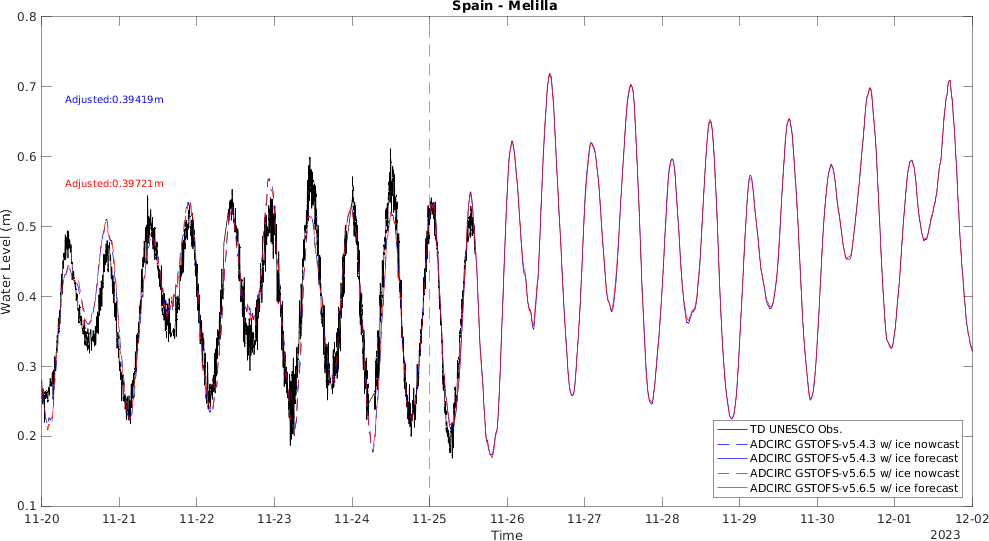 Spain - Melilla
0.8
0.7
0.6
0.5
0.4
0.3
0.2
0.1
Water Level (m)
Adjusted:0.39419m
Adjusted:0.39721m
TD UNESCO Obs.
ADCIRC GSTOFS-v5.4.3 w/ ice nowcast
ADCIRC GSTOFS-v5.4.3 w/ ice forecast
ADCIRC GSTOFS-v5.6.5 w/ ice nowcast
ADCIRC GSTOFS-v5.6.5 w/ ice forecast
11-20 11-21 11-22 11-23 11-24 11-25 11-26 11-27 11-28 11-29 11-30 12-01 12-02
Time
2023